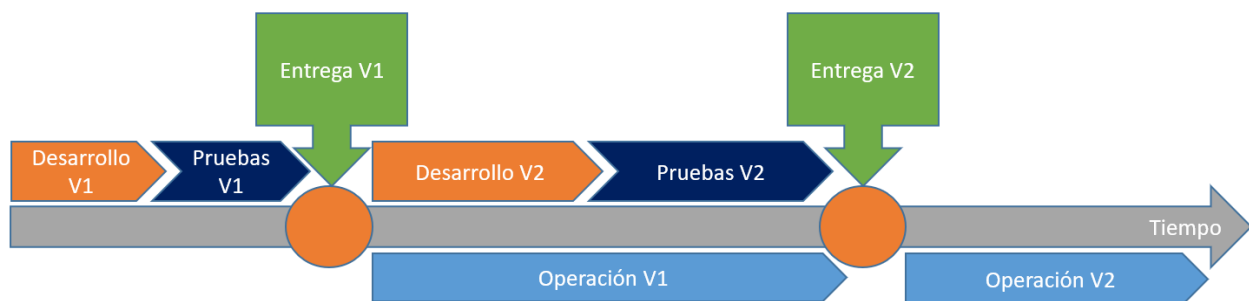 Entrega V1
Entrega V2
Desarrollo
V1
Pruebas
V1
Desarrollo V2
Pruebas V2
Tiempo
Operación V1
Operación V2